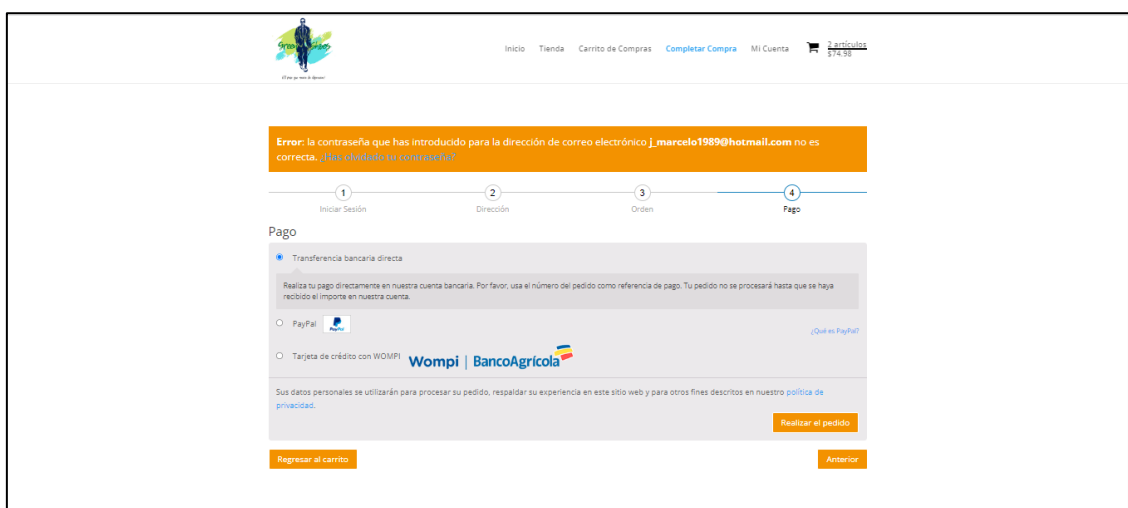 Green Shoes
Inicio Tienda Carrito de Compras Completar Compra Mi Cuenta 2 artículos
$74.98
Error: la contraseña que has introducido para la dirección de correo electrónico j_marcelo1989@hotmail.com no es
correcta. ¿Has olvidado tu contraseña?
1 2 3 4
Iniciar Sesión Dirección Orden Pago
Pago
Transferencia bancaria directa
Realiza tu pago directamente en nuestra cuenta bancaria. Por favor, usa el número del pedido como referencia de pago. Tu pedido no se procesará hasta que se haya
recibido el importe en nuestra cuenta.
PayPal PayPal ¿Qué es PayPal?
Tarjeta de crédito con WOMPI Wompi | BancoAgrícola
Sus datos personales se utilizarán para procesar su pedido, respaldar su experiencia en este sitio web y para otros fines descritos en nuestro política de
privacidad.
Realizar el pedido
Regresar al carrito Anterior